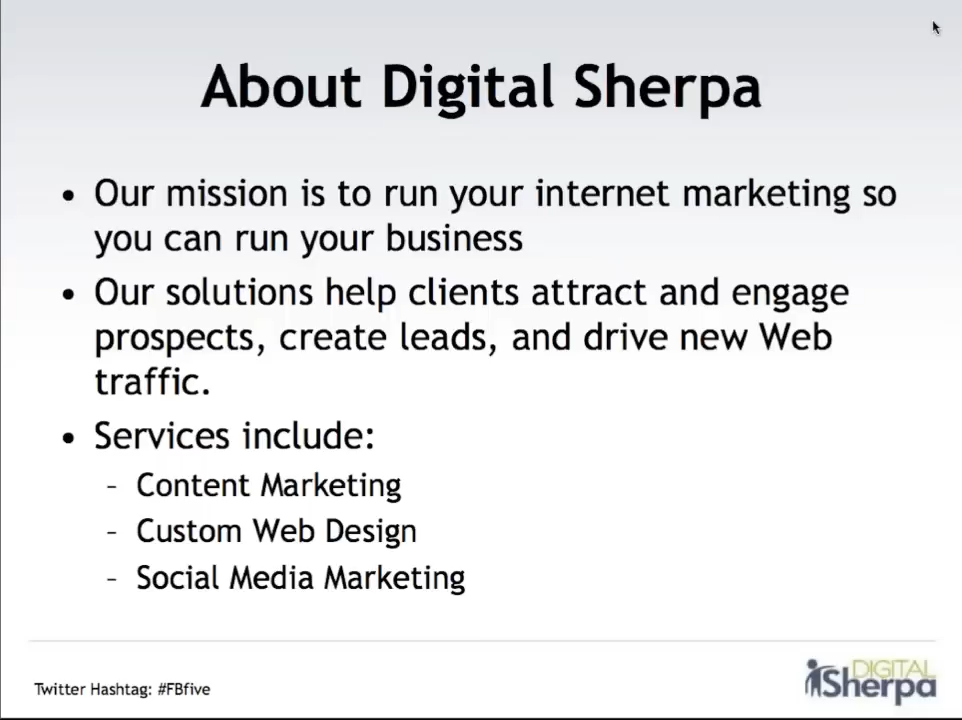 About Digital Sherpa
• Our mission is to run your internet marketing so
you can run your business
• Our solutions help clients attract and engage
prospects, create leads, and drive new Web
traffic.
• Services include:
– Content Marketing
– Custom Web Design
– Social Media Marketing
Twitter Hashtag: #FBfive
DIGITAL
Sherpa